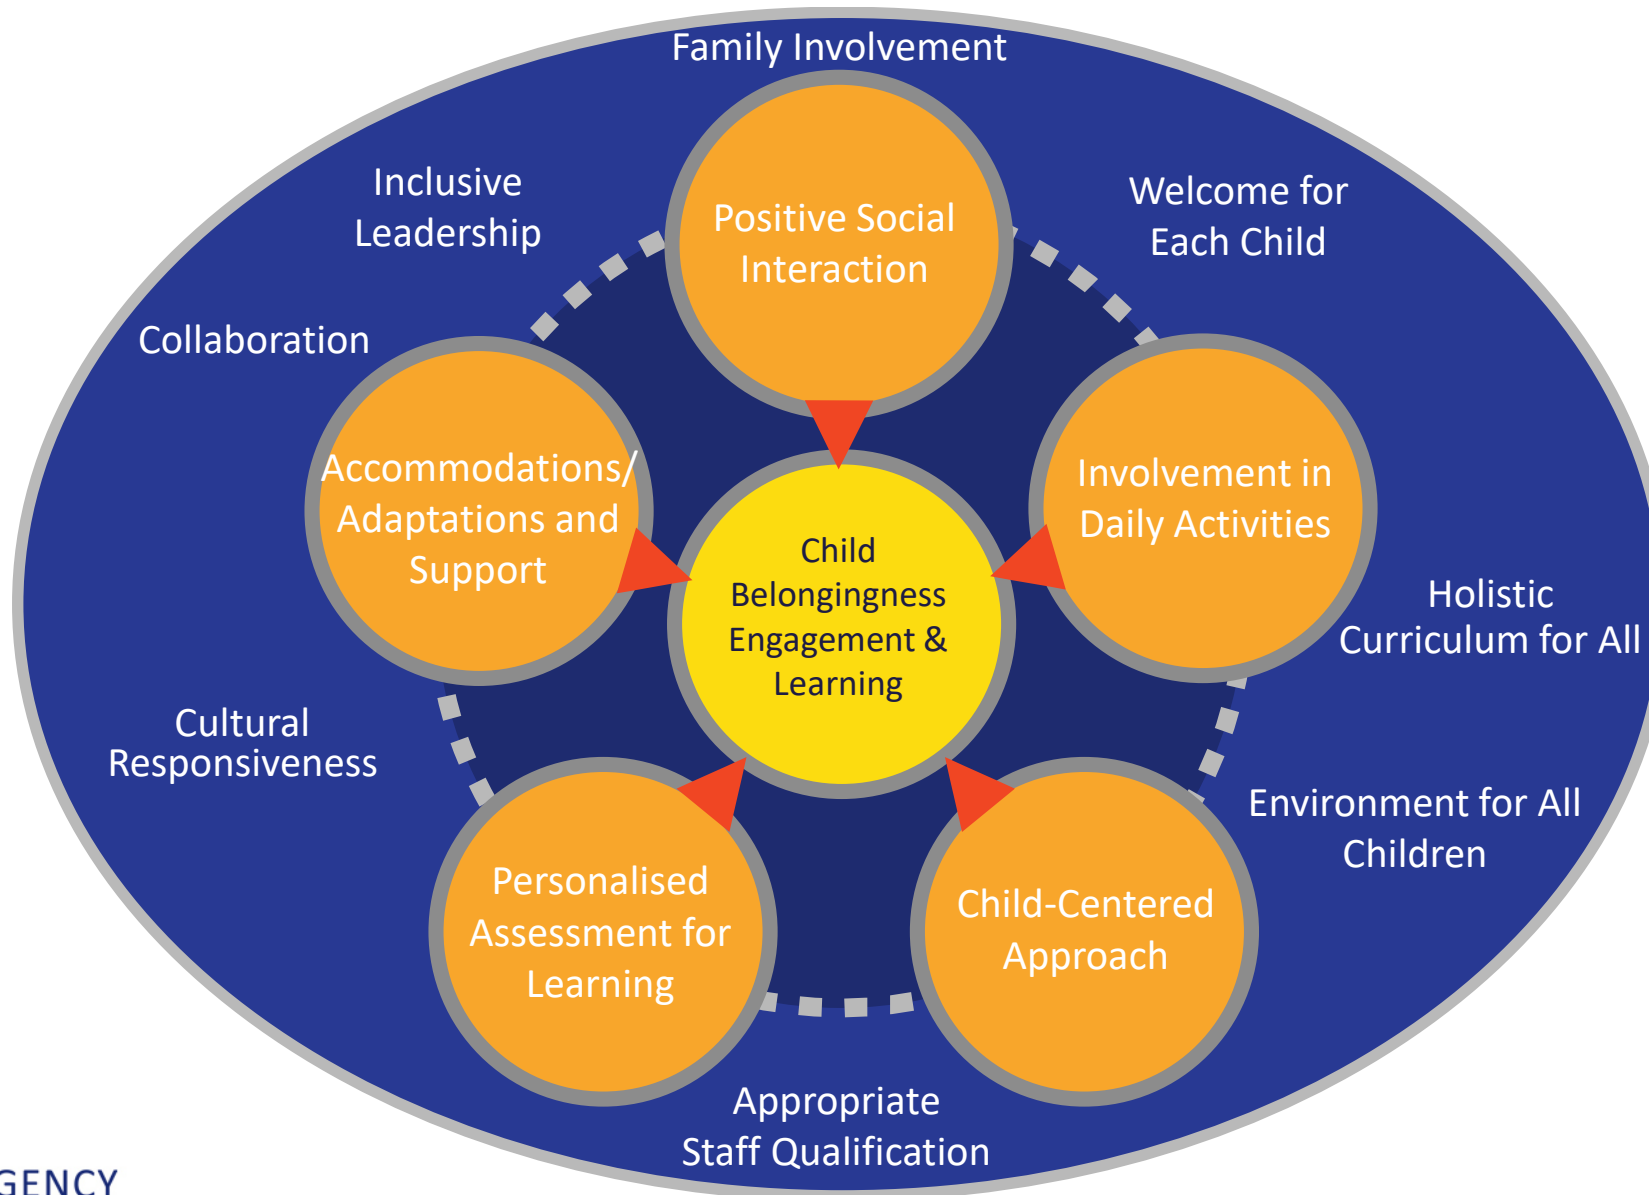 Family Involvement
Inclusive
Leadership
Welcome for
Each Child
Positive Social
Interaction
Collaboration
Accommodations/
Adaptations and
Support
Involvement in
Daily Activities
Child
Belongingness
Engagement &
Learning
Holistic
Curriculum for All
Cultural
Responsiveness
Environment for All
Children
Personalised
Assessment for
Learning
Child-Centered
Approach
Appropriate
Staff Qualification
GENCY